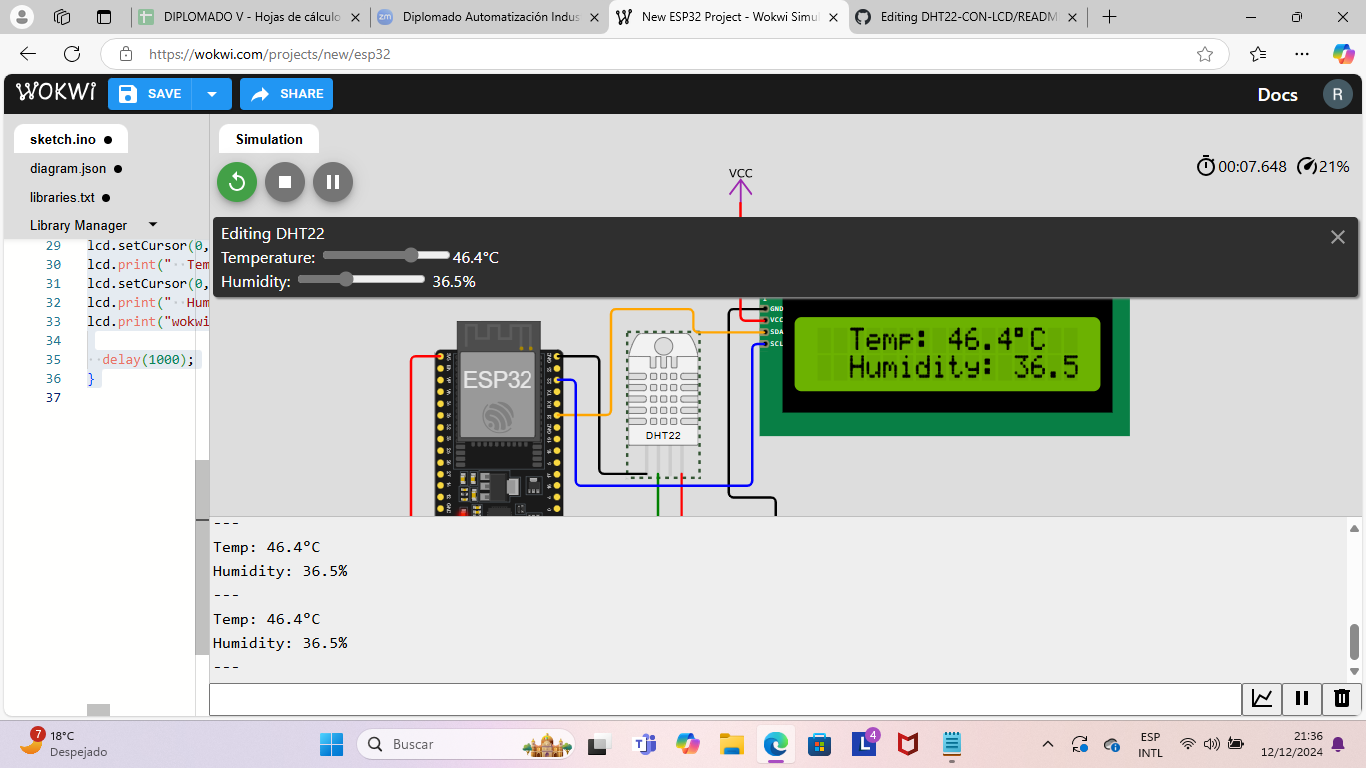 DIPLOMADO V - Hojas de cálculo
Diplomado Automatización Indus
New ESP32 Project - Wokwi Simul
Editing DHT22-CON-LCD/READM
https://wokwi.com/projects/new/esp32
WOKWI
SAVE
SHARE
Docs
R
sketch.ino
diagram.json
libraries.txt
Library Manager
Simulation
00:07.648
21%
VCC
Editing DHT22
Temperature: 46.4°C
Humidity: 36.5%
29 lcd.setCursor(0,
30 lcd.print("  Tem
31 lcd.setCursor(0,
32 lcd.print("  Hum
33 lcd.print("wokwi
34
35 delay(1000);
36 }
37
GND
VCC
SDA
SCL
Temp: 46.4°C
Humidity: 36.5
ESP32
DHT22
---
Temp: 46.4°C
Humidity: 36.5%
---
Temp: 46.4°C
Humidity: 36.5%
---
7
18°C
Despejado
Buscar
4
ESP
INTL
21:36
12/12/2024